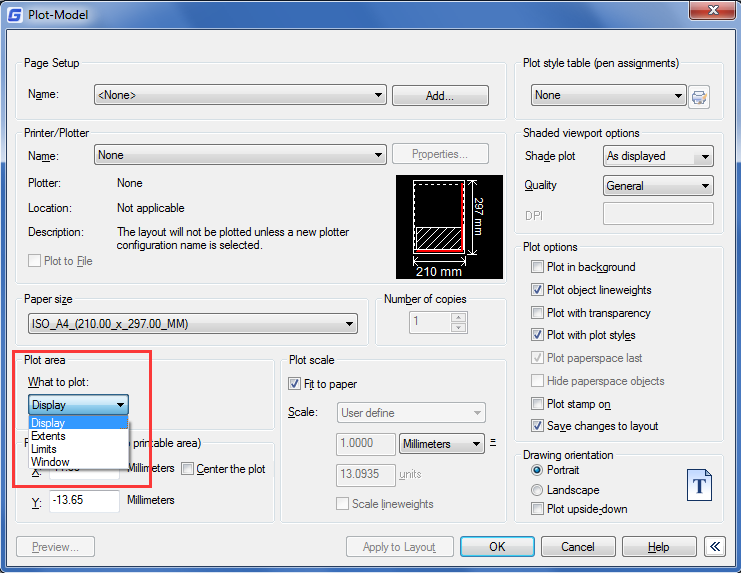 Plot-Model
Page Setup
Name:
<None>
Add...
Printer/Plotter
Name:
None
Properties...
Plotter:
None
Location:
Not applicable
Description:
The layout will not be plotted unless a new plotter
configuration name is selected.
Plot to File
297 mm
210 mm
Paper size
ISO_A4_(210.00_x_297.00_MM)
Number of copies
1
Plot area
What to plot:
Display
Display
Extents
Limits
Window
printable area)
X:
Millimeters
Center the plot
Y:
-13.65
Millimeters
Plot scale
Fit to paper
Scale:
User define
1.0000
Millimeters
=
13.0935
units
Scale lineweights
Plot style table (pen assignments)
None
Shaded viewport options
Shade plot
As displayed
Quality
General
DPI
Plot options
Plot in background
Plot object lineweights
Plot with transparency
Plot with plot styles
Plot paperspace last
Hide paperspace objects
Plot stamp on
Save changes to layout
Drawing orientation
Portrait
Landscape
Plot upside-down
T
Preview...
Apply to Layout
OK
Cancel
Help